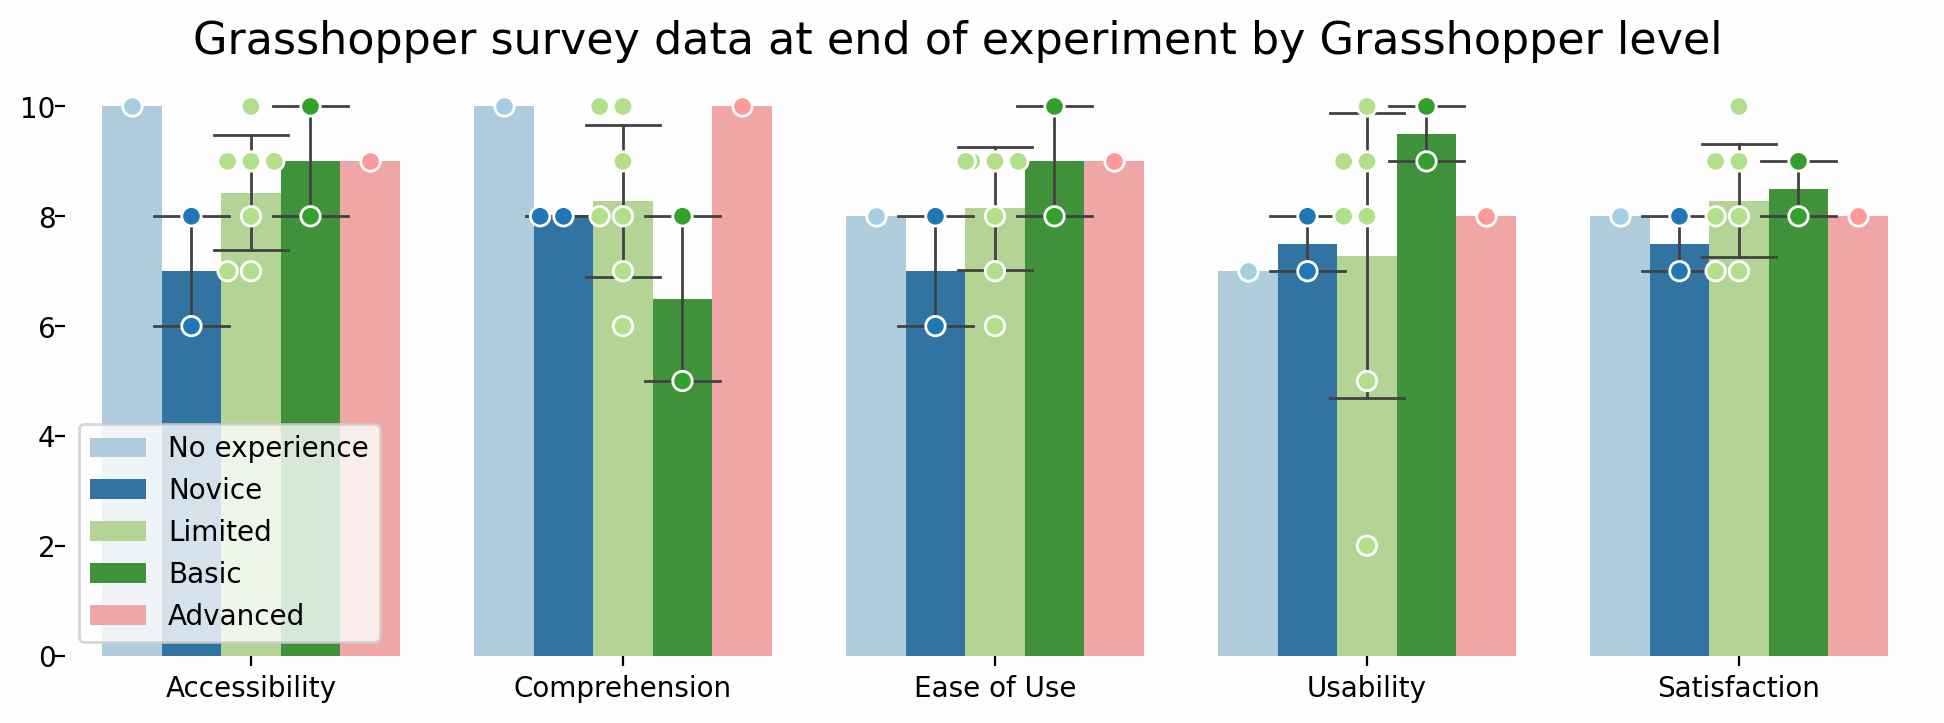 Grasshopper survey data at end of experiment by Grasshopper level
10
8
6
4
2
0
No experience
Novice
Limited
Basic
Advanced
Accessibility Comprehension Ease of Use Usability Satisfaction